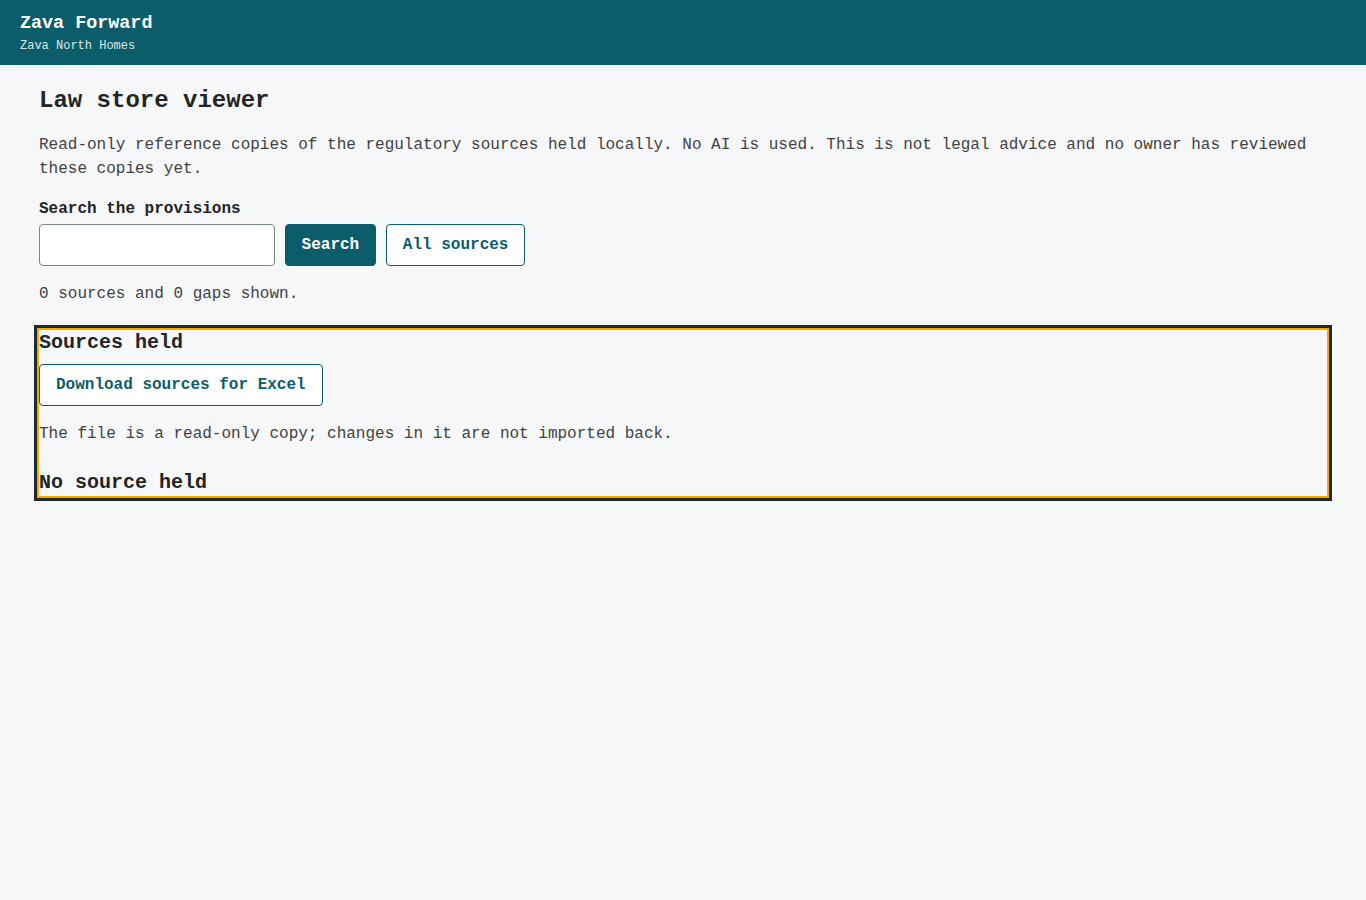 Zava Forward
Zava North Homes
Law store viewer
Read-only reference copies of the regulatory sources held locally. No AI is used. This is not legal advice and no owner has reviewed
these copies yet.
Search the provisions
Search
All sources
0 sources and 0 gaps shown.
Sources held
Download sources for Excel
The file is a read-only copy; changes in it are not imported back.
No source held